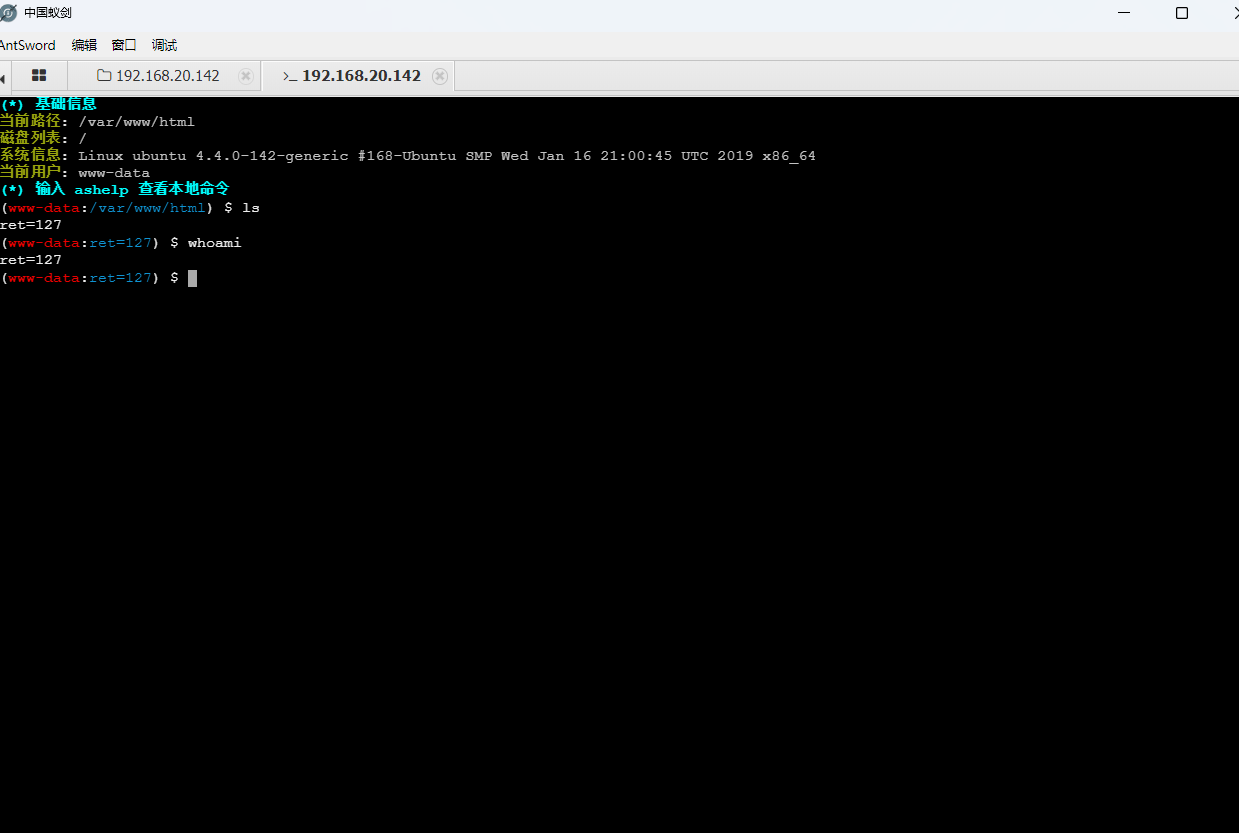 中国蚁剑
AntSword 编辑 窗口 调试
192.168.20.142 >_ 192.168.20.142
(*) 基础信息
当前路径: /var/www/html
磁盘列表: /
系统信息: Linux ubuntu 4.4.0-142-generic #168-Ubuntu SMP Wed Jan 16 21:00:45 UTC 2019 x86_64
当前用户: www-data
(*) 输入 ashelp 查看本地命令
(www-data:/var/www/html) $ ls
ret=127
(www-data:ret=127) $ whoami
ret=127
(www-data:ret=127) $